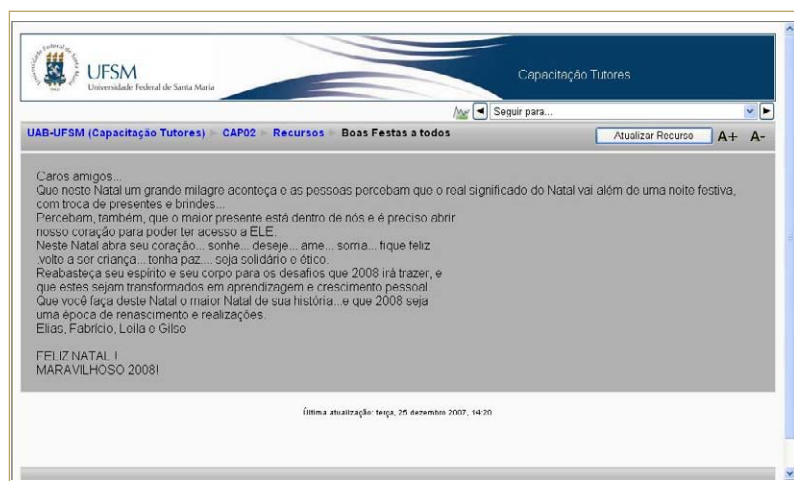 UFSM
Universidade Federal de Santa Maria
Capacitação Tutores
Seguir para...
UAB-UFSM (Capacitação Tutores) ► CAP02 ► Recursos ► Boas Festas a todos
Atualizar Recurso A+ A-
Caros amigos...
Que neste Natal um grande milagre aconteça e as pessoas percebam que o real significado do Natal vai além de uma noite festiva,
com troca de presentes e brindes...
Percebam, também, que o maior presente está dentro de nós e é preciso abrir
nosso coração para poder ter acesso a ELE.
Neste Natal abra seu coração... sonhe... deseje... ame... sorria... fique feliz
.volte a ser criança... tenha paz.... seja solidário e ético.
Reabasteça seu espírito e seu corpo para os desafios que 2008 irá trazer, e
que estes sejam transformados em aprendizagem e crescimento pessoal
Que você faça deste Natal o maior Natal de sua história...e que 2008 seja
uma época de renascimento e realizações.
Elias, Fabrício, Leila e Gilse
FELIZ NATAL !
MARAVILHOSO 2008!
Última atualização: terça, 25 dezembro 2007, 14:20